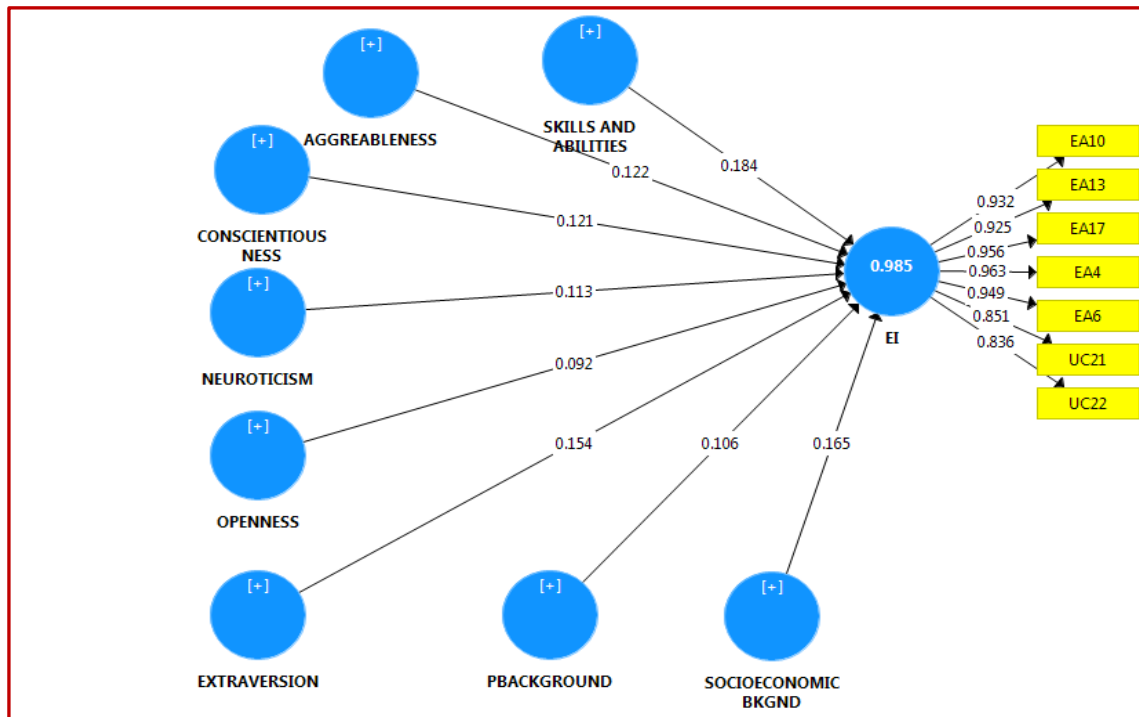 [+]
AGGREABLENESS
[+]
SKILLS AND
ABILITIES
[+]
CONSCIENTIOUS
NESS
[+]
NEUROTICISM
[+]
OPENNESS
[+]
EXTRAVERSION
[+]
PBACKGROUND
[+]
SOCIOECONOMIC
BKGND
0.122
0.184
0.121
0.113
0.092
0.154
0.106
0.165
0.985
EI
0.932
0.925
0.956
0.963
0.949
0.851
0.836
EA10
EA13
EA17
EA4
EA6
UC21
UC22